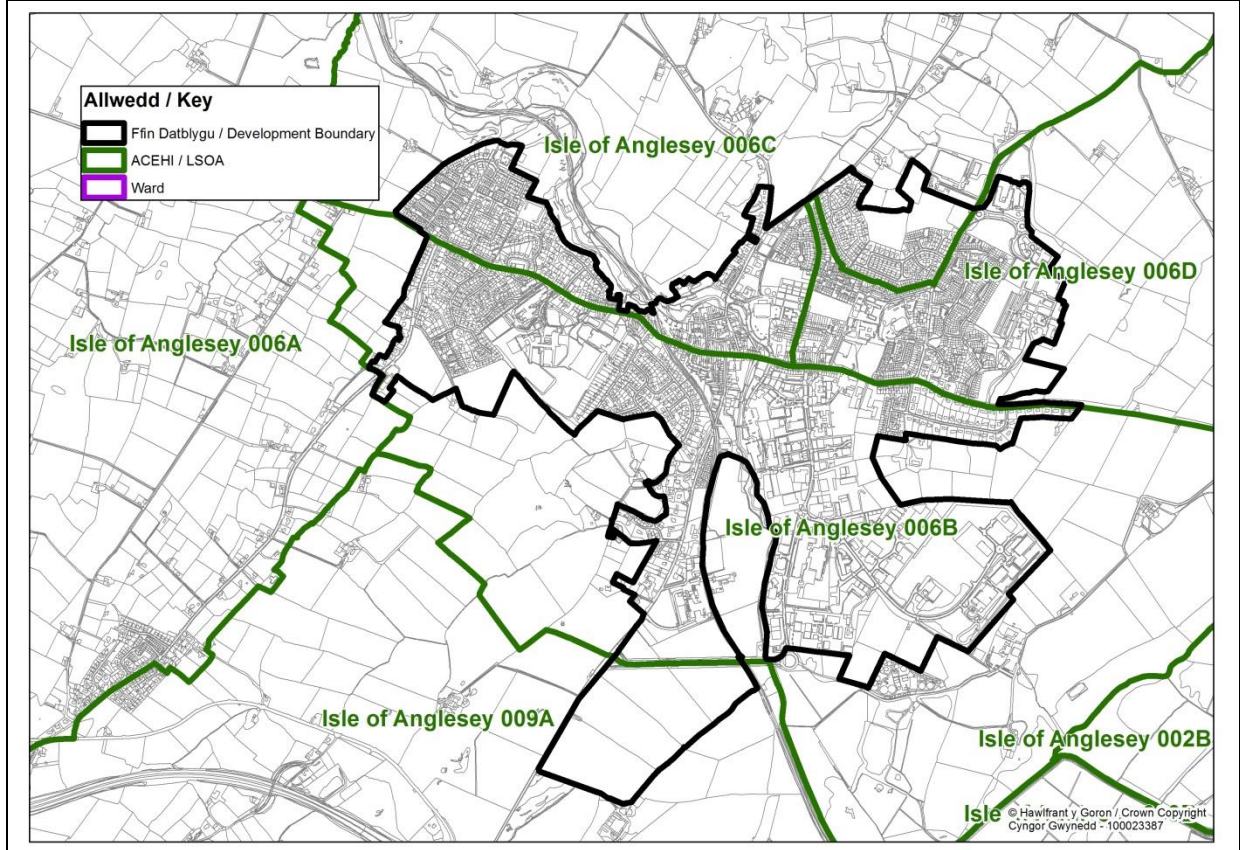 Allwedd / Key
Ffin Datblygu / Development Boundary
ACEHI / LSOA
Ward
Isle of Anglesey 006C
Isle of Anglesey 006D
Isle of Anglesey 006A
Isle of Anglesey 006B
Isle of Anglesey 009A
Isle of Anglesey 002B
Isle
© Hawlfraint y Goron / Crown Copyright
Cyngor Gwynedd - 100023387